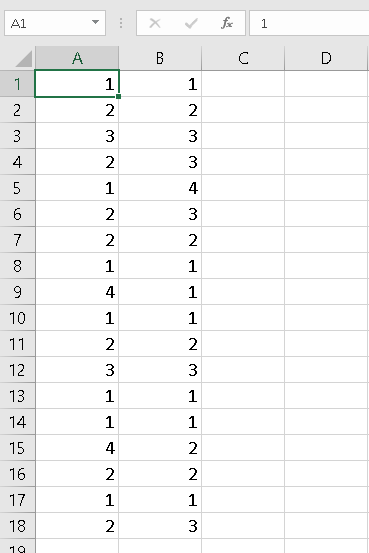 A1 fx 1
A B C D
1 1 1
2 2 2
3 3 3
4 2 3
5 1 4
6 2 3
7 2 2
8 1 1
9 4 1
10 1 1
11 2 2
12 3 3
13 1 1
14 1 1
15 4 2
16 2 2
17 1 1
18 2 3
19